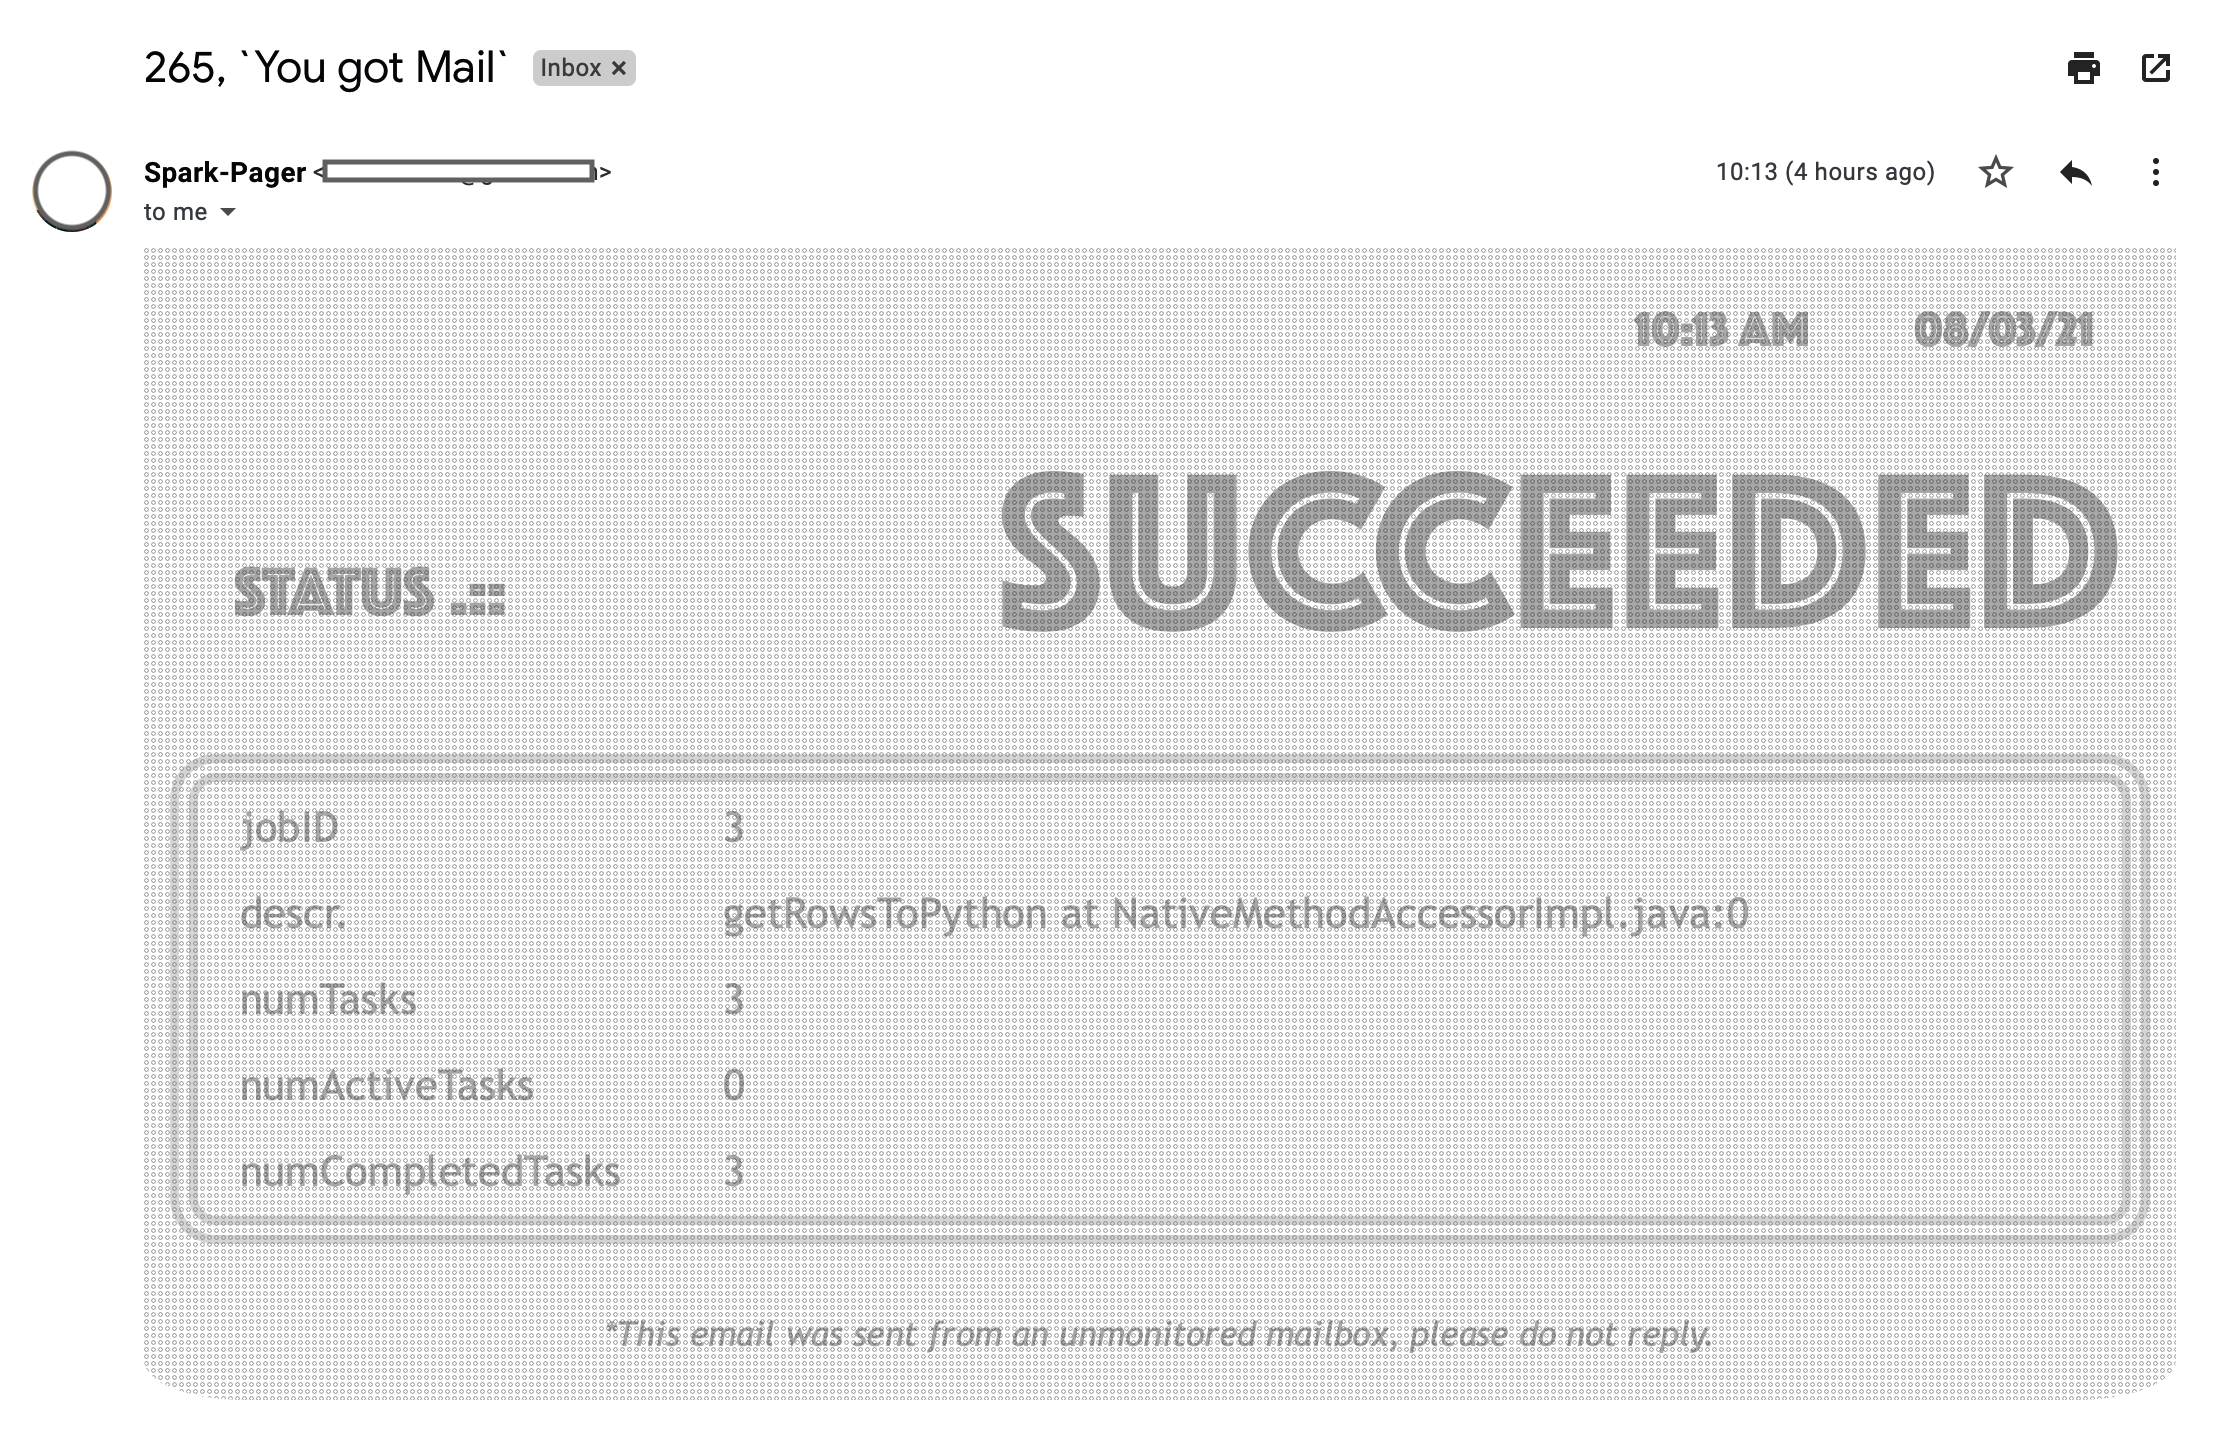 265, `You got Mail` Inbox ×
Spark-Pager < > 10:13 (4 hours ago)
to me
10:13 AM 08/03/21
STATUS .:: SUCCEEDED
jobID 3
descr. getRowsToPython at NativeMethodAccessorImpl.java:0
numTasks 3
numActiveTasks 0
numCompletedTasks 3
*This email was sent from an unmonitored mailbox, please do not reply.